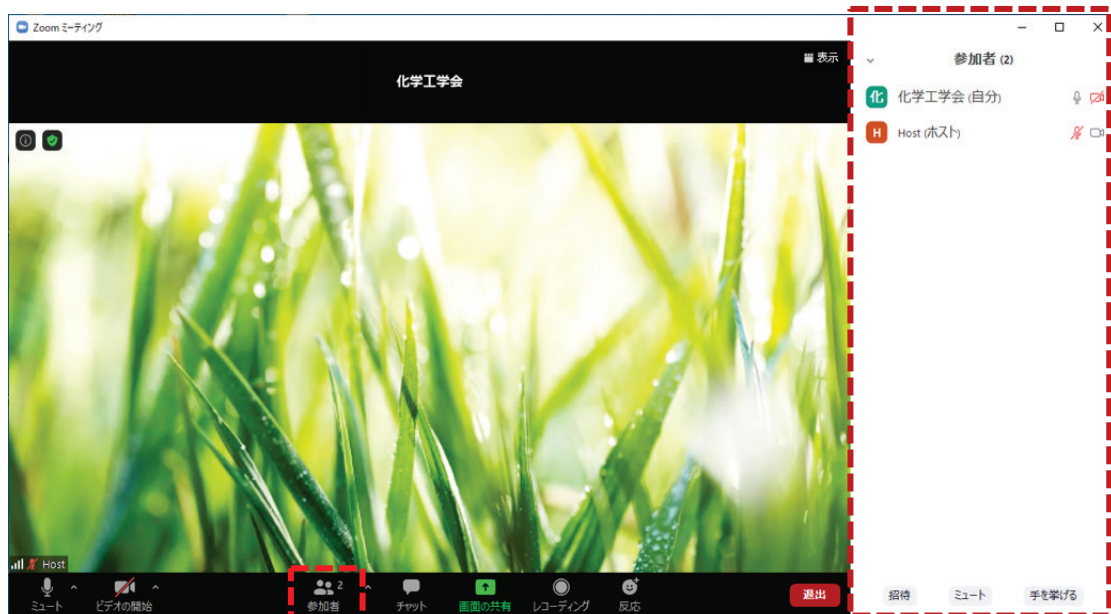 Zoom ミーティング
表示
化学工学会
Host
ミュート
ビデオの開始
2
参加者
チャット
画面の共有
レコーディング
反応
退出
参加者 (2)
化 化学工学会 (自分)
H Host (ホスト)
招待 ミュート 手を挙げる